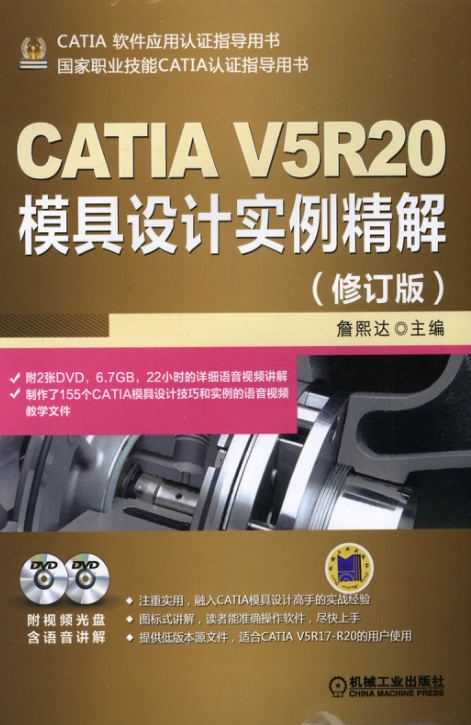 CATIA 软件应用认证指导用书
国家职业技能CATIA认证指导用书
CATIA V5R20
模具设计实例精解
（修订版）
詹熙达◎主编
✓ 附2张DVD，6.7GB，22小时的详细语音视频讲解
✓ 制作了155个CATIA模具设计技巧和实例的语音视频
教学文件
DVD DVD
附视频光盘
含语音讲解
◆ 注重实用，融入CATIA模具设计高手的实战经验
◆ 图标式讲解，读者能准确操作软件，尽快上手
◆ 提供低版本源文件，适合CATIA V5R17-R20的用户使用
机械工业出版社
CHINA MACHINE PRESS